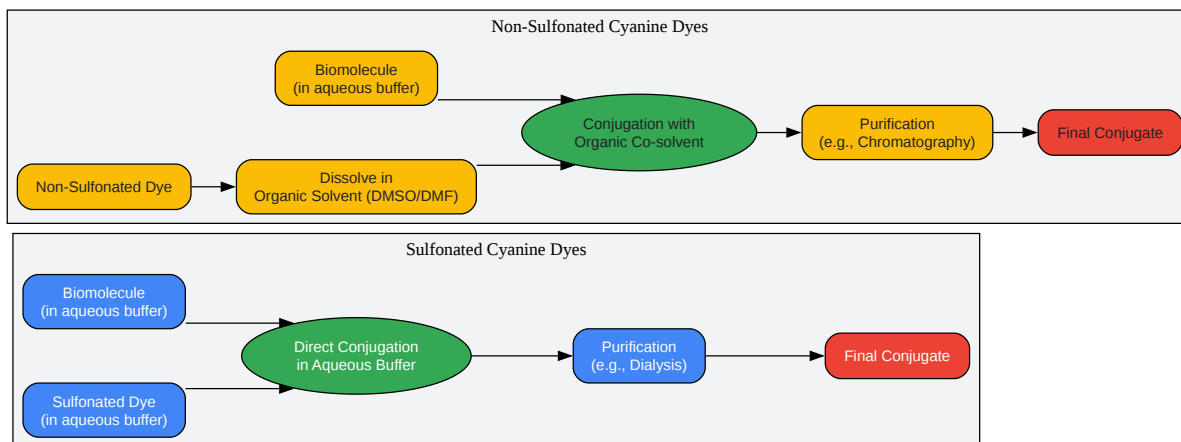 Non-Sulfonated Cyanine Dyes
Biomolecule
(in aqueous buffer)
Conjugation with
Organic Co-solvent
Purification
(e.g., Chromatography)
Final Conjugate
Non-Sulfonated Dye
Dissolve in
Organic Solvent (DMSO/DMF)
Sulfonated Cyanine Dyes
Biomolecule
(in aqueous buffer)
Direct Conjugation
in Aqueous Buffer
Purification
(e.g., Dialysis)
Final Conjugate
Sulfonated Dye
(in aqueous buffer)